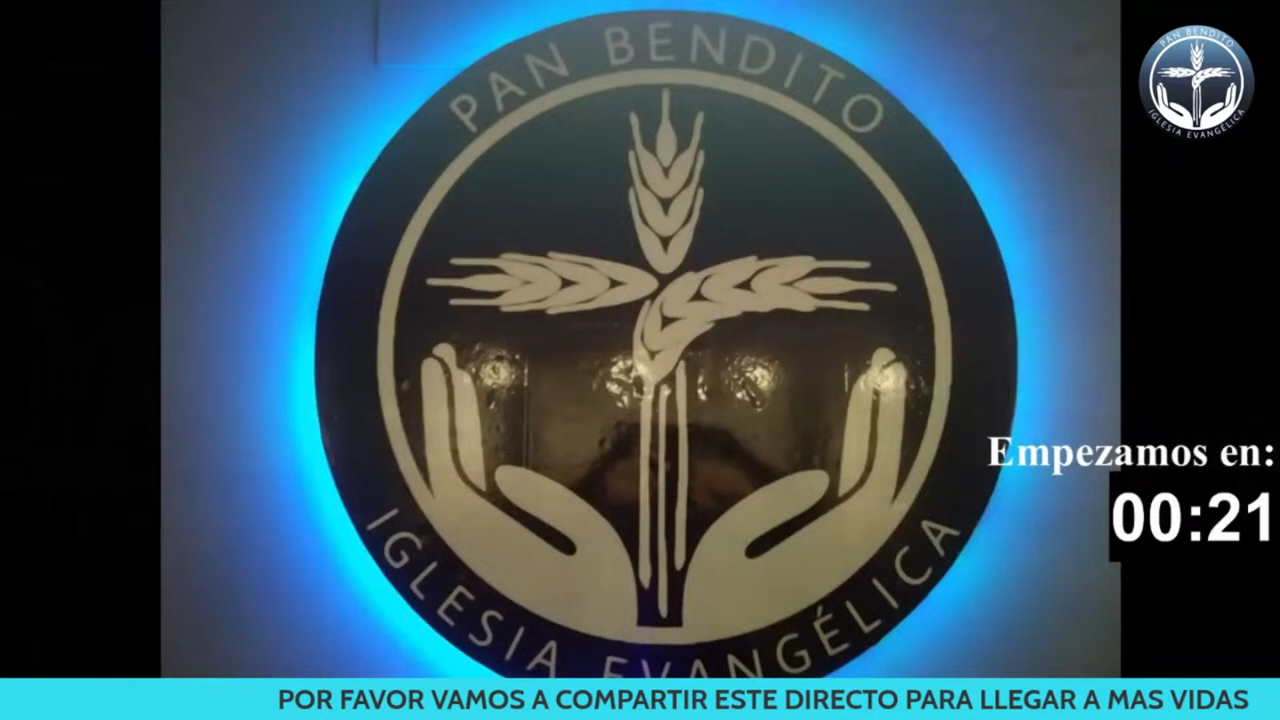 PAN BENDITO
IGLESIA EVANGÉLICA
PAN BENDITO
IGLESIA EVANGÉLICA
Empezamos en:
00:21
POR FAVOR VAMOS A COMPARTIR ESTE DIRECTO PARA LLEGAR A MAS VIDAS